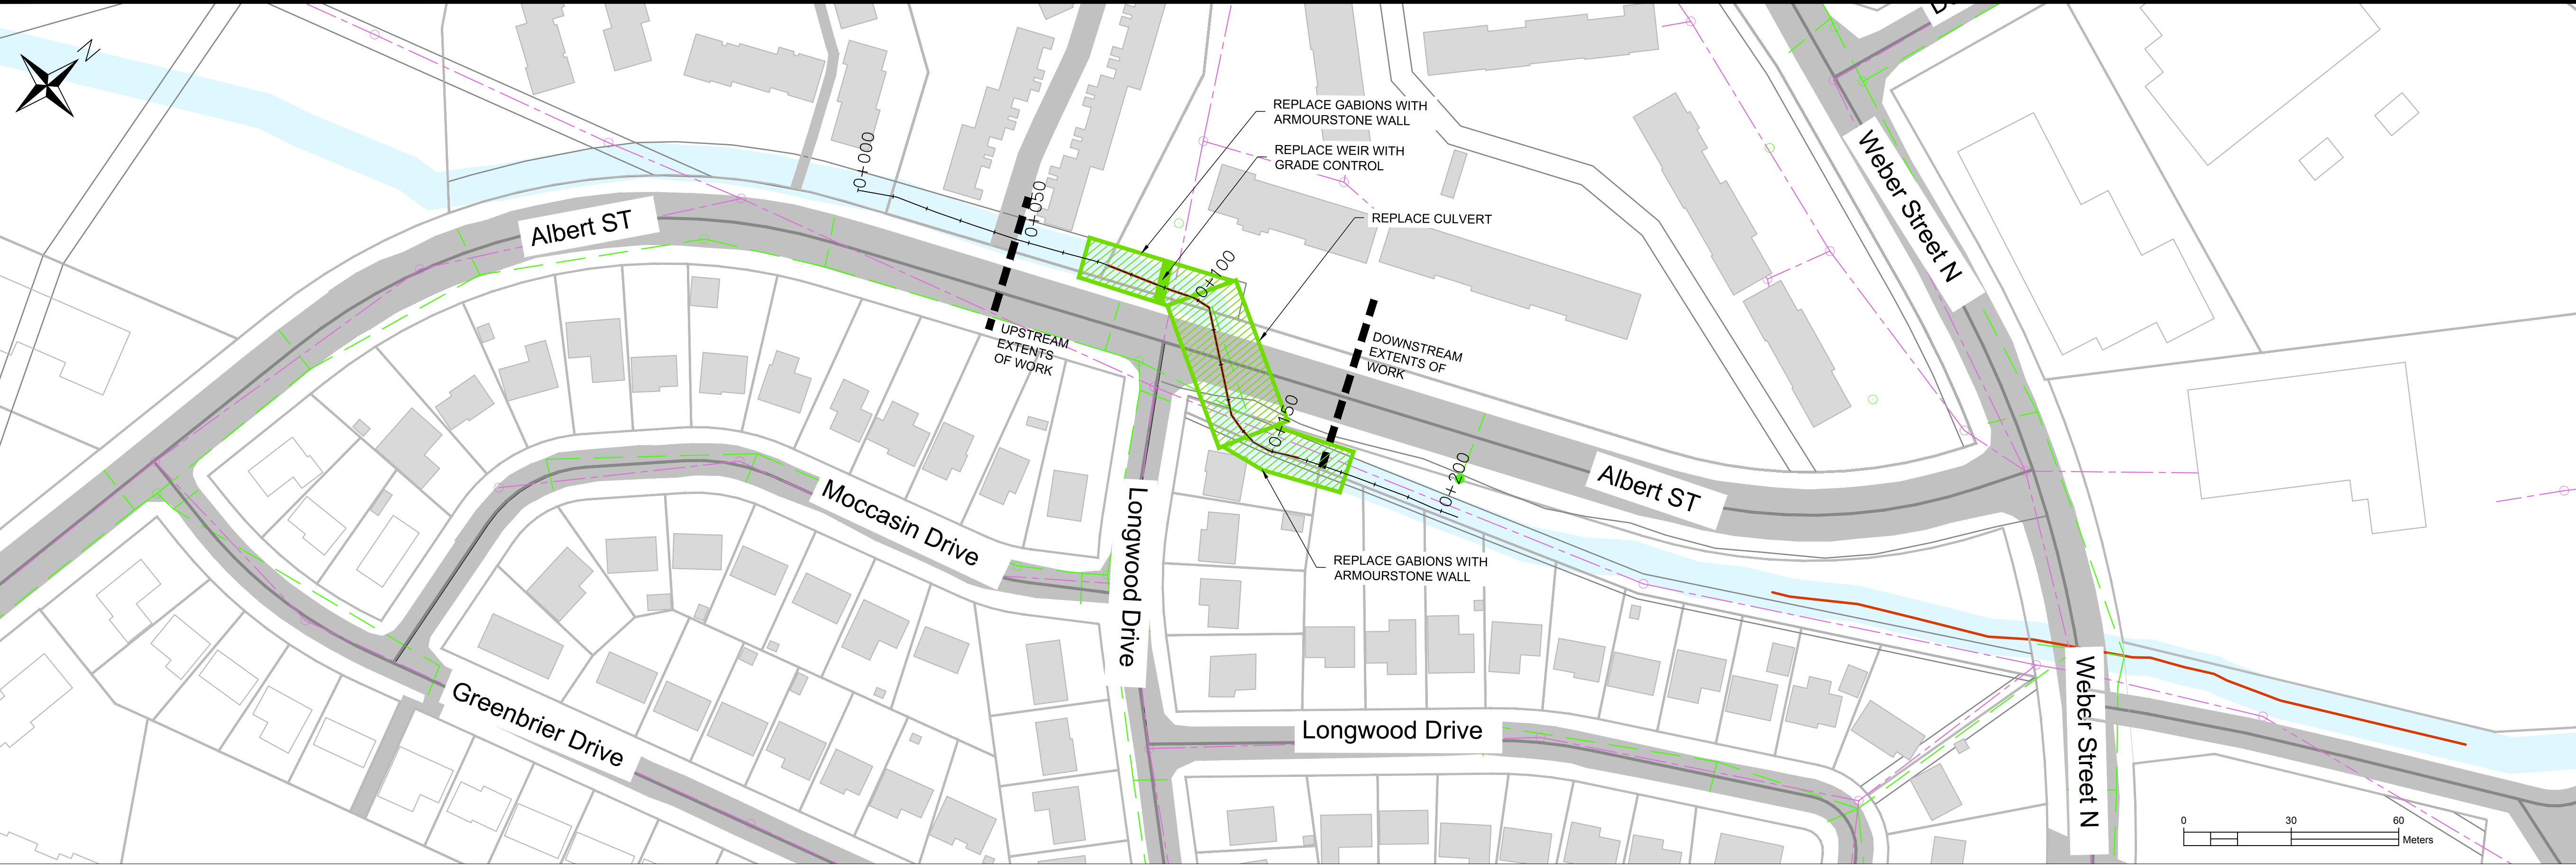 N
REPLACE GABIONS WITH
ARMOURSTONE WALL
REPLACE WEIR WITH
GRADE CONTROL
REPLACE CULVERT
0+000
0+050
0+100
0+150
0+200
Albert ST
UPSTREAM
EXTENTS
OF WORK
DOWNSTREAM
EXTENTS OF
WORK
Weber Street N
Albert ST
Moccasin Drive
Longwood Drive
REPLACE GABIONS WITH
ARMOURSTONE WALL
Greenbrier Drive
Longwood Drive
Weber Street N
0 30 60
Meters